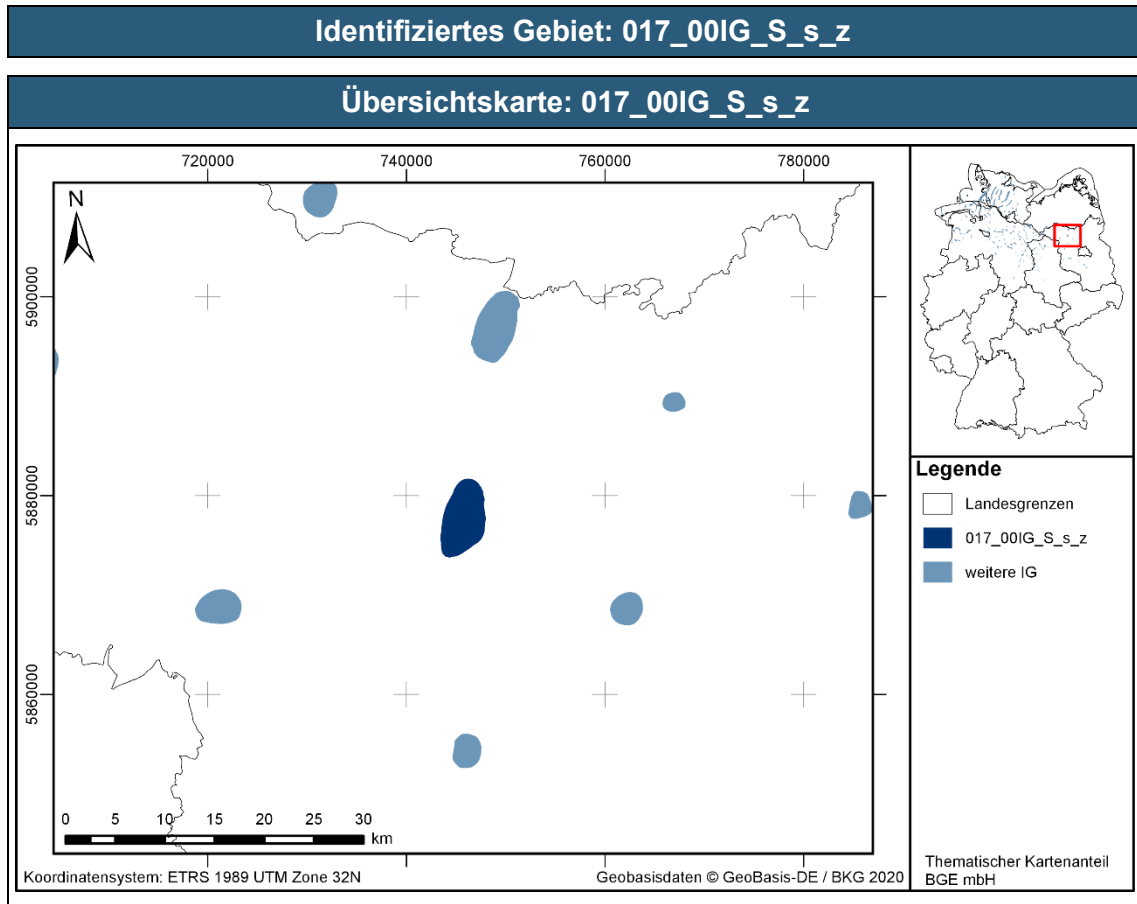 Identifiziertes Gebiet: 017_00IG_S_s_z
Übersichtskarte: 017_00IG_S_s_z
720000 740000 760000 780000
N
5900000
5880000
5860000
0 5 10 15 20 25 30
km
Koordinatensystem: ETRS 1989 UTM Zone 32N
Geobasisdaten © GeoBasis-DE / BKG 2020
Legende
Landesgrenzen
017_00IG_S_s_z
weitere IG
Thematischer Kartenanteil
BGE mbH